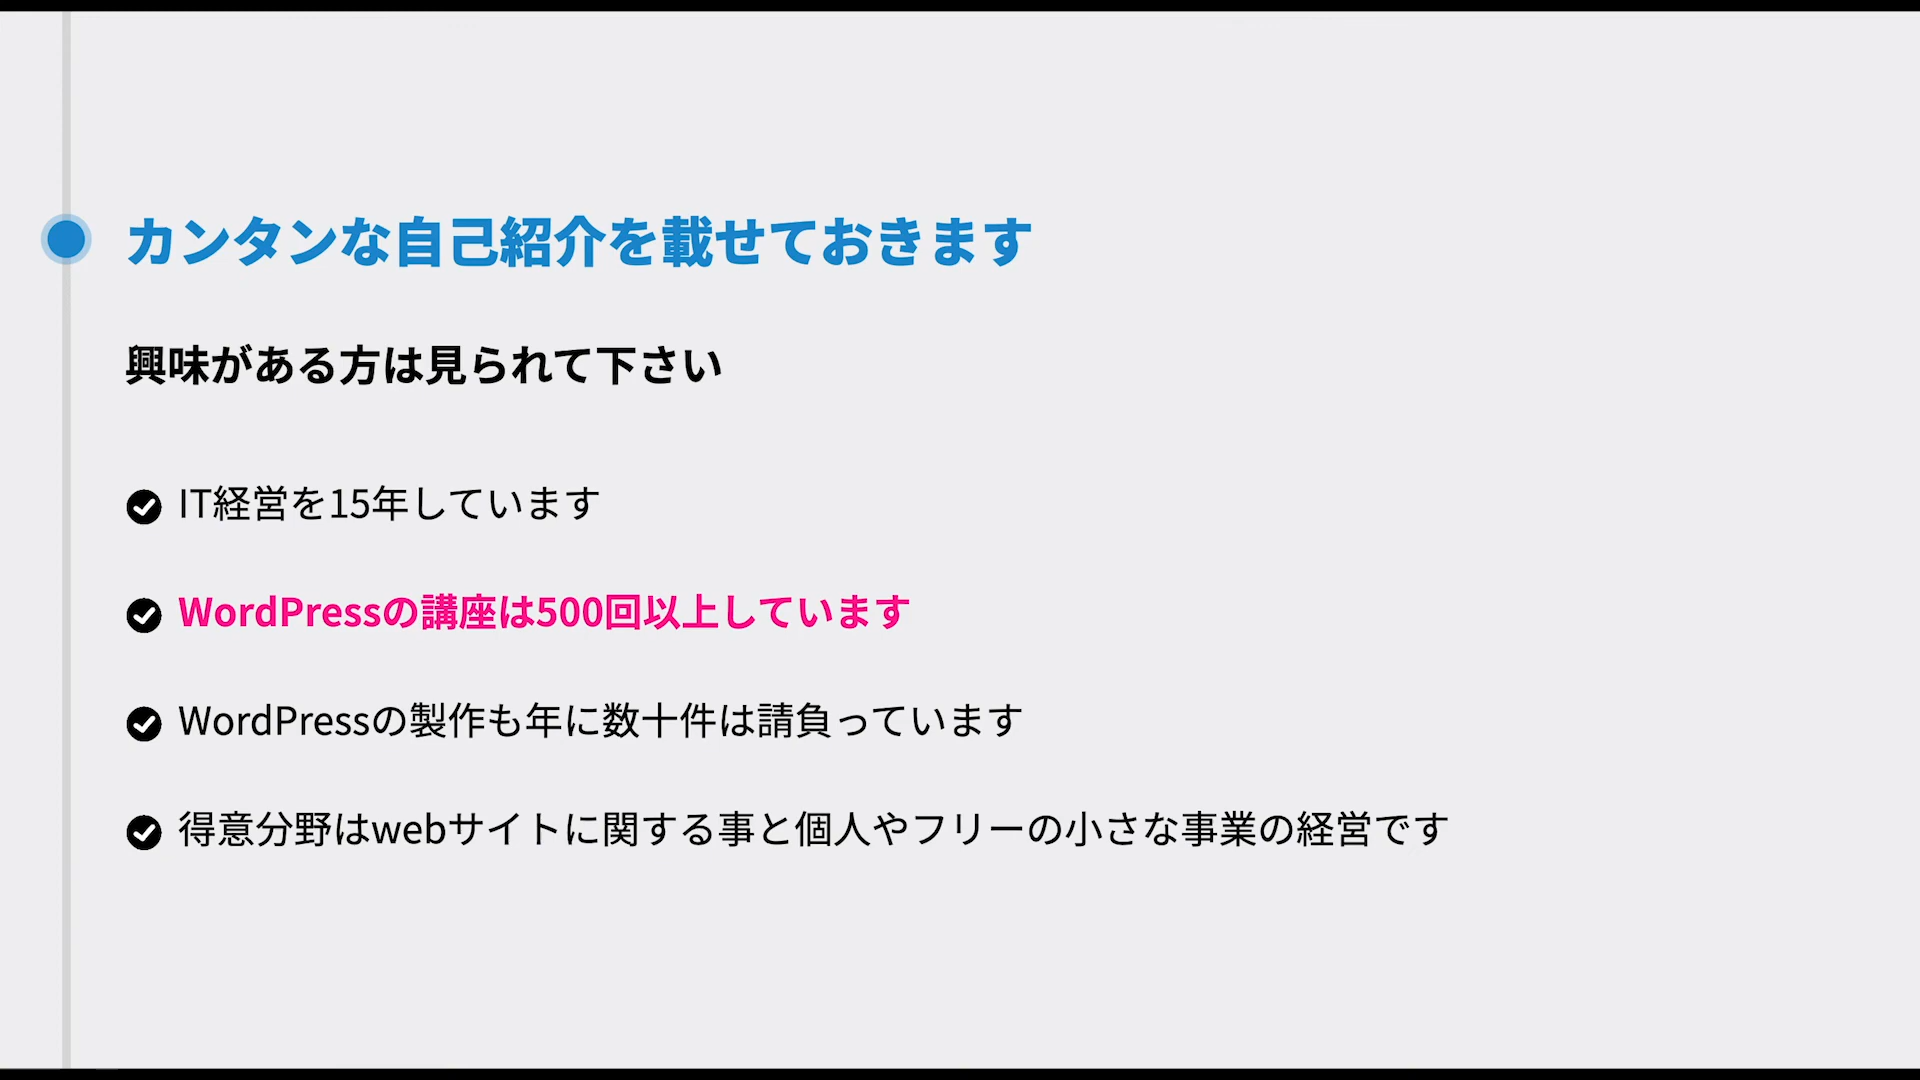 カンタンな自己紹介を載せておきます
興味がある方は見られて下さい
IT経営を15年しています
WordPressの講座は500回以上しています
WordPressの製作も年に数十件は請負っています
得意分野はwebサイトに関する事と個人やフリーの小さな事業の経営です